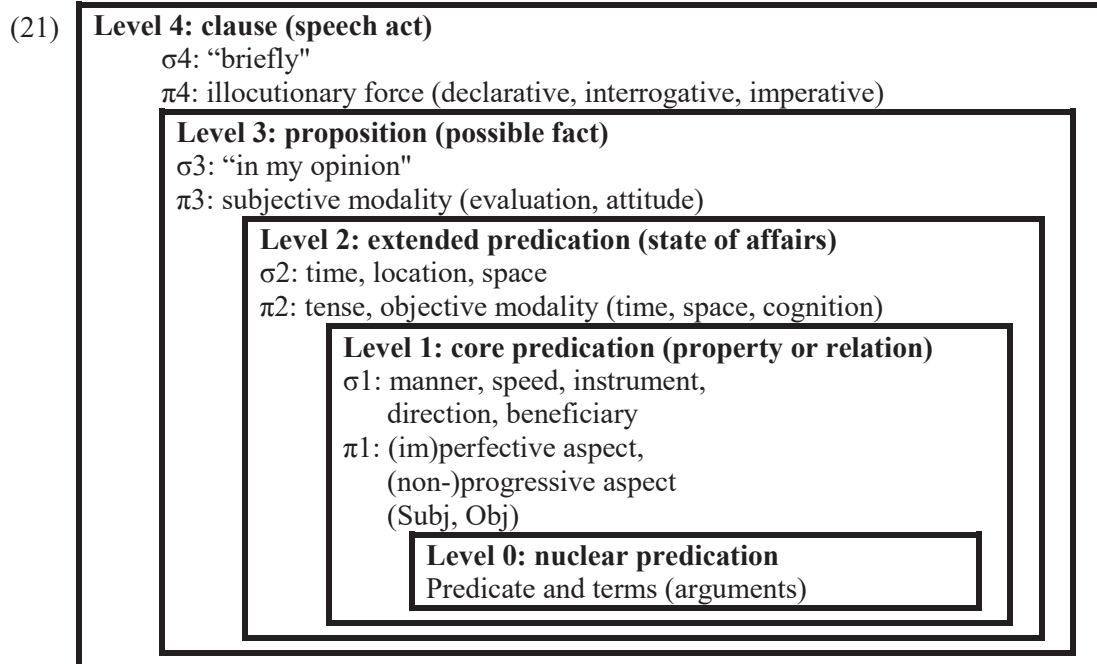 (21) Level 4: clause (speech act)
σ4: “briefly"
π4: illocutionary force (declarative, interrogative, imperative)
Level 3: proposition (possible fact)
σ3: “in my opinion"
π3: subjective modality (evaluation, attitude)
Level 2: extended predication (state of affairs)
σ2: time, location, space
π2: tense, objective modality (time, space, cognition)
Level 1: core predication (property or relation)
σ1: manner, speed, instrument,
direction, beneficiary
π1: (im)perfective aspect,
(non-)progressive aspect
(Subj, Obj)
Level 0: nuclear predication
Predicate and terms (arguments)